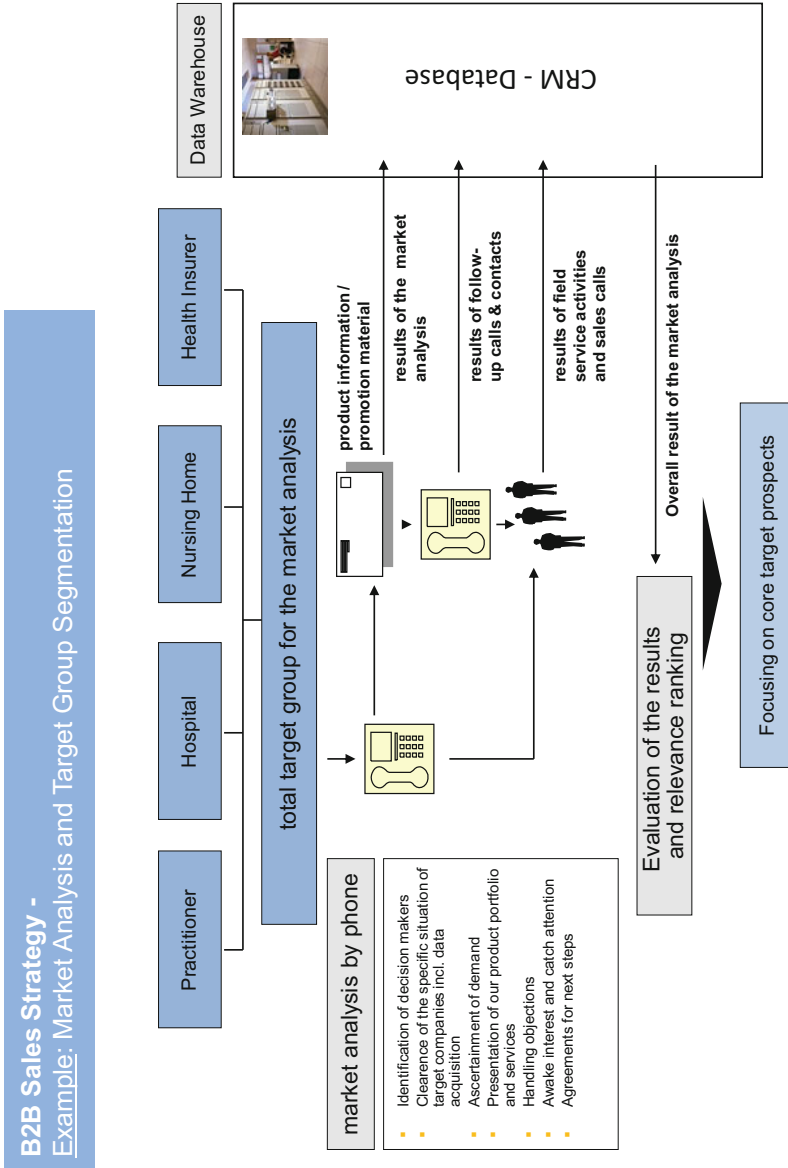 B2B Sales Strategy -
Example: Market Analysis and Target Group Segmentation
Practitioner
Hospital
Nursing Home
Health Insurer
Data Warehouse
total target group for the market analysis
CRM - Database
market analysis by phone
Identification of decision makers
Clearence of the specific situation of
target companies incl. data
acquisition
Ascertainment of demand
Presentation of our product portfolio
and services
Handling objections
Awake interest and catch attention
Agreements for next steps
product information /
promotion material
results of the market
analysis
results of follow-
up calls & contacts
results of field
service activities
and sales calls
Overall result of the market analysis
Evaluation of the results
and relevance ranking
Focusing on core target prospects